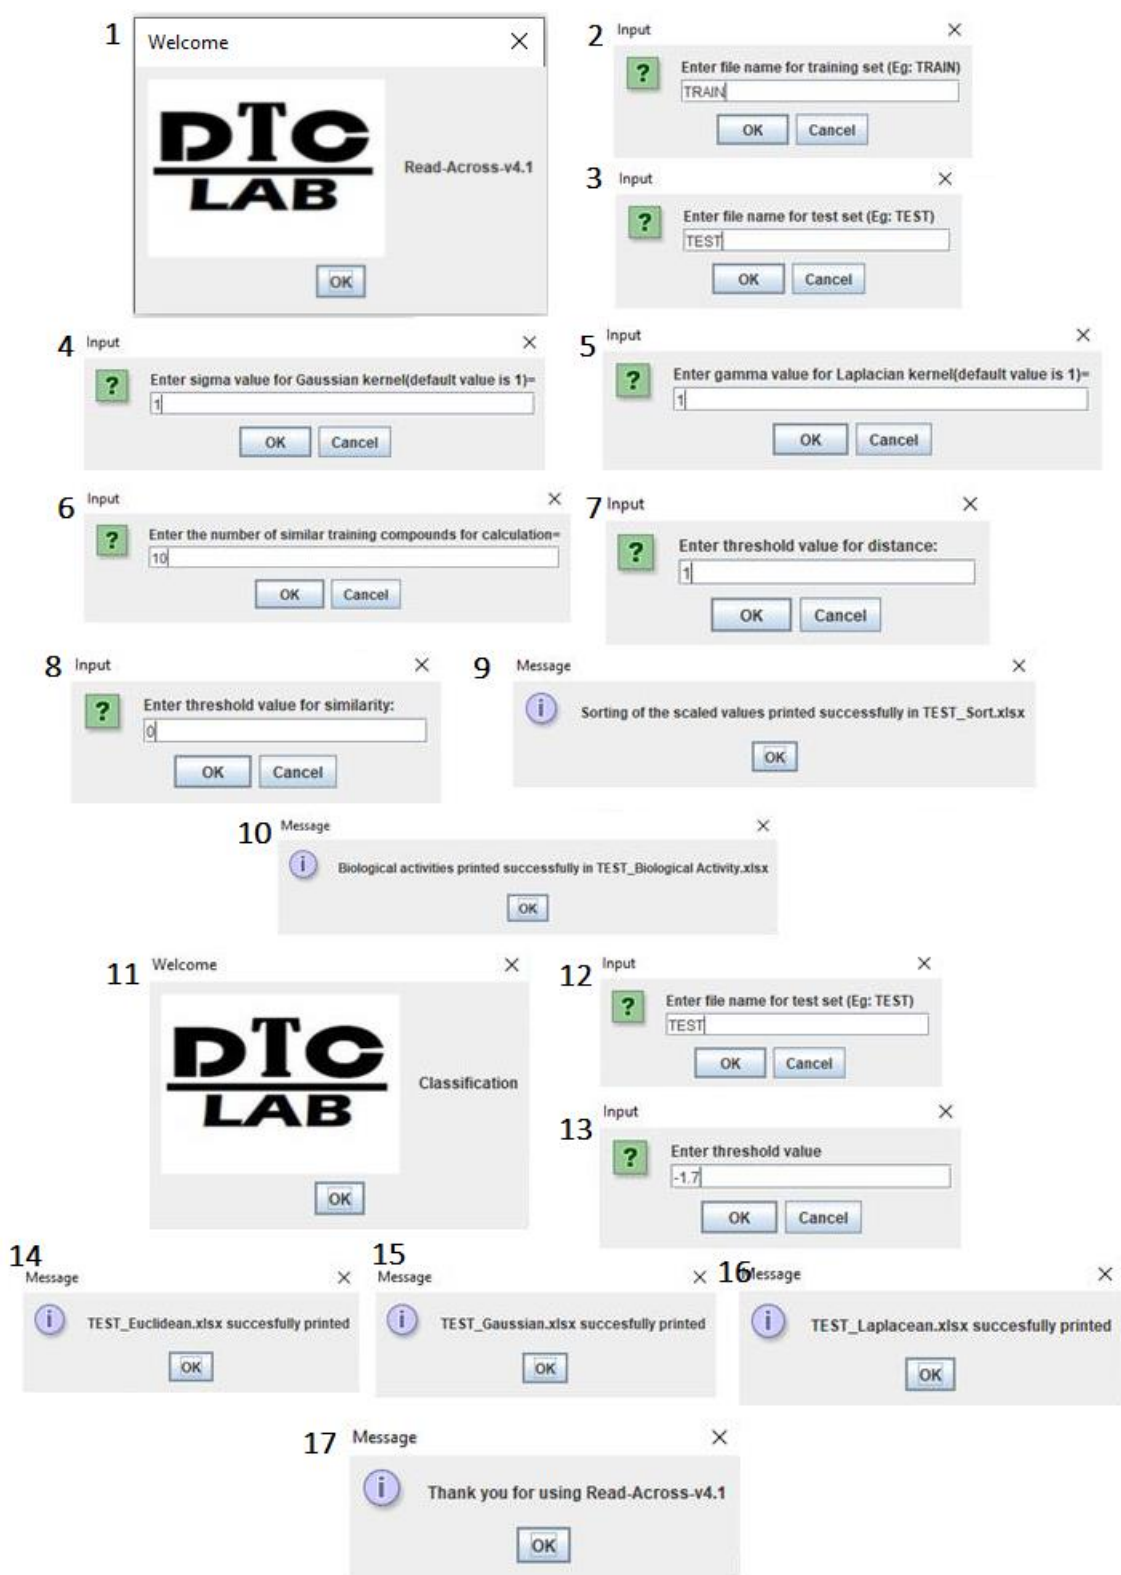 1
Welcome
DTC
LAB
Read-Across-v4.1
OK
2
Input
?
Enter file name for training set (Eg: TRAIN)
TRAIN
OK Cancel
3
Input
?
Enter file name for test set (Eg: TEST)
TEST
OK Cancel
4
Input
?
Enter sigma value for Gaussian kernel(default value is 1)=
1
OK Cancel
5
Input
?
Enter gamma value for Laplacian kernel(default value is 1)=
1
OK Cancel
6
Input
?
Enter the number of similar training compounds for calculation=
10
OK Cancel
7
Input
?
Enter threshold value for distance:
1
OK Cancel
8
Input
?
Enter threshold value for similarity:
0
OK Cancel
9
Message
i
Sorting of the scaled values printed successfully in TEST_Sort.xlsx
OK
10
Message
i
Biological activities printed successfully in TEST_Biological Activity.xlsx
OK
11
Welcome
DTC
LAB
Classification
OK
12
Input
?
Enter file name for test set (Eg: TEST)
TEST
OK Cancel
13
Input
?
Enter threshold value
-1.7
OK Cancel
14
Message
i
TEST_Euclidean.xlsx succesfully printed
OK
15
Message
i
TEST_Gaussian.xlsx succesfully printed
OK
16
Message
i
TEST_Laplacean.xlsx succesfully printed
OK
17
Message
i
Thank you for using Read-Across-v4.1
OK